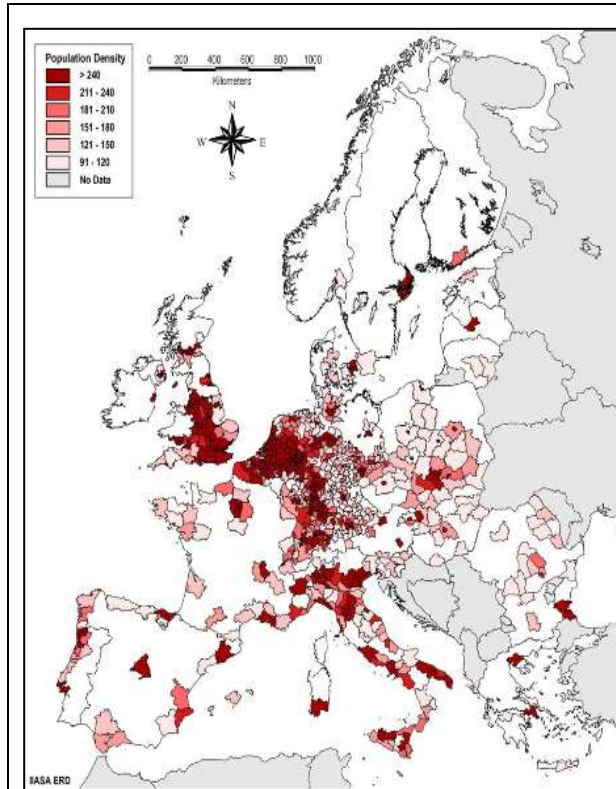 Population Density
> 240
211 - 240
181 - 210
151 - 180
121 - 150
91 - 120
No Data
0 200 400 600 800 1000
Kilometers
N
W E
S
IIASA ERD